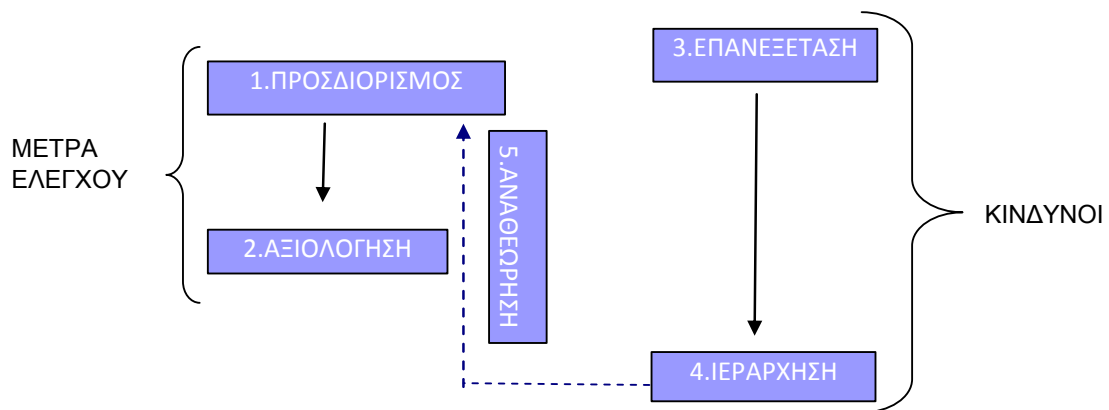 ΜΕΤΡΑ
ΕΛΕΓΧΟΥ
1.ΠΡΟΣΔΙΟΡΙΣΜΟΣ
2.ΑΞΙΟΛΟΓΗΣΗ
5.ΑΝΑΘΕΩΡΗΣΗ
3.ΕΠΑΝΕΞΕΤΑΣΗ
4.ΙΕΡΑΡΧΗΣΗ
ΚΙΝΔΥΝΟΙ